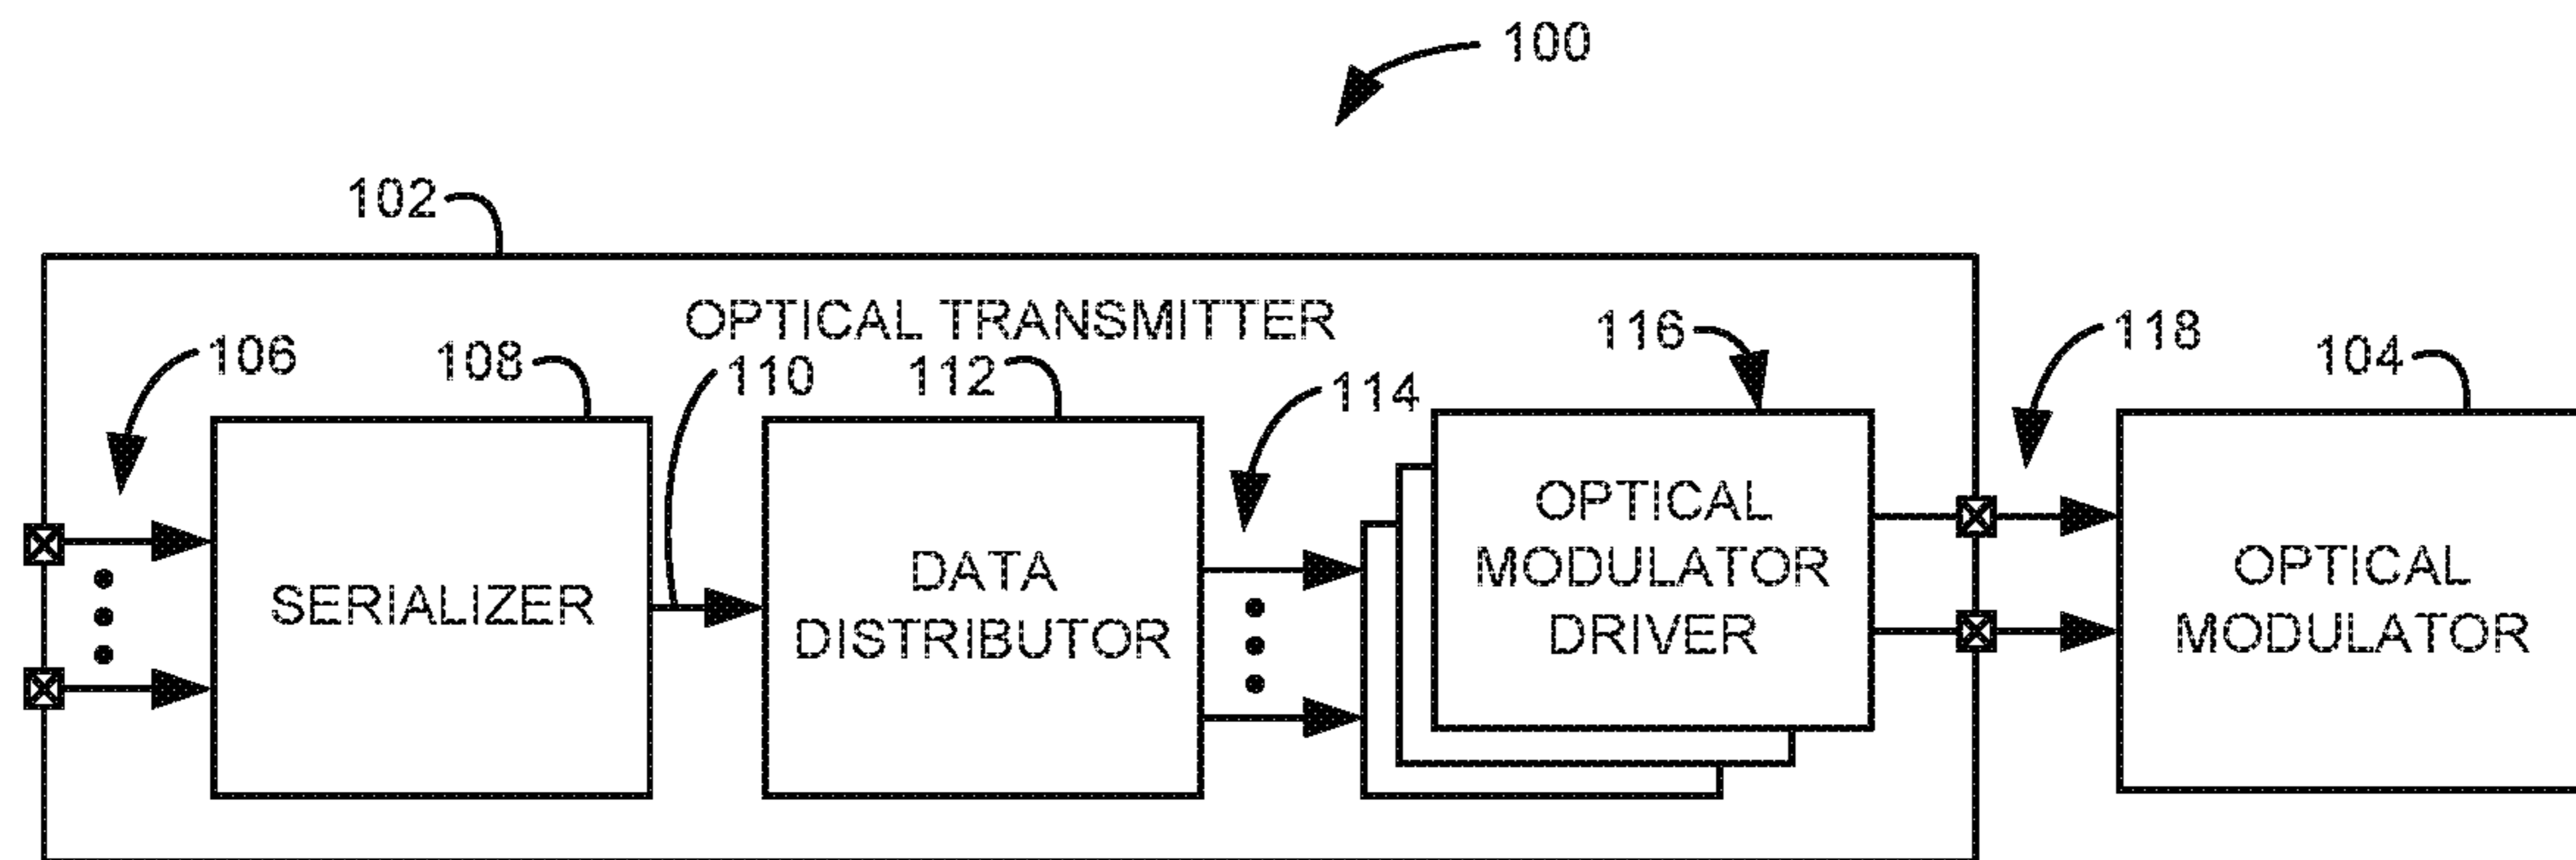 100
102
OPTICAL TRANSMITTER
106
108
110
112
114
116
118
104
SERIALIZER
DATA
DISTRIBUTOR
OPTICAL
MODULATOR
DRIVER
OPTICAL
MODULATOR